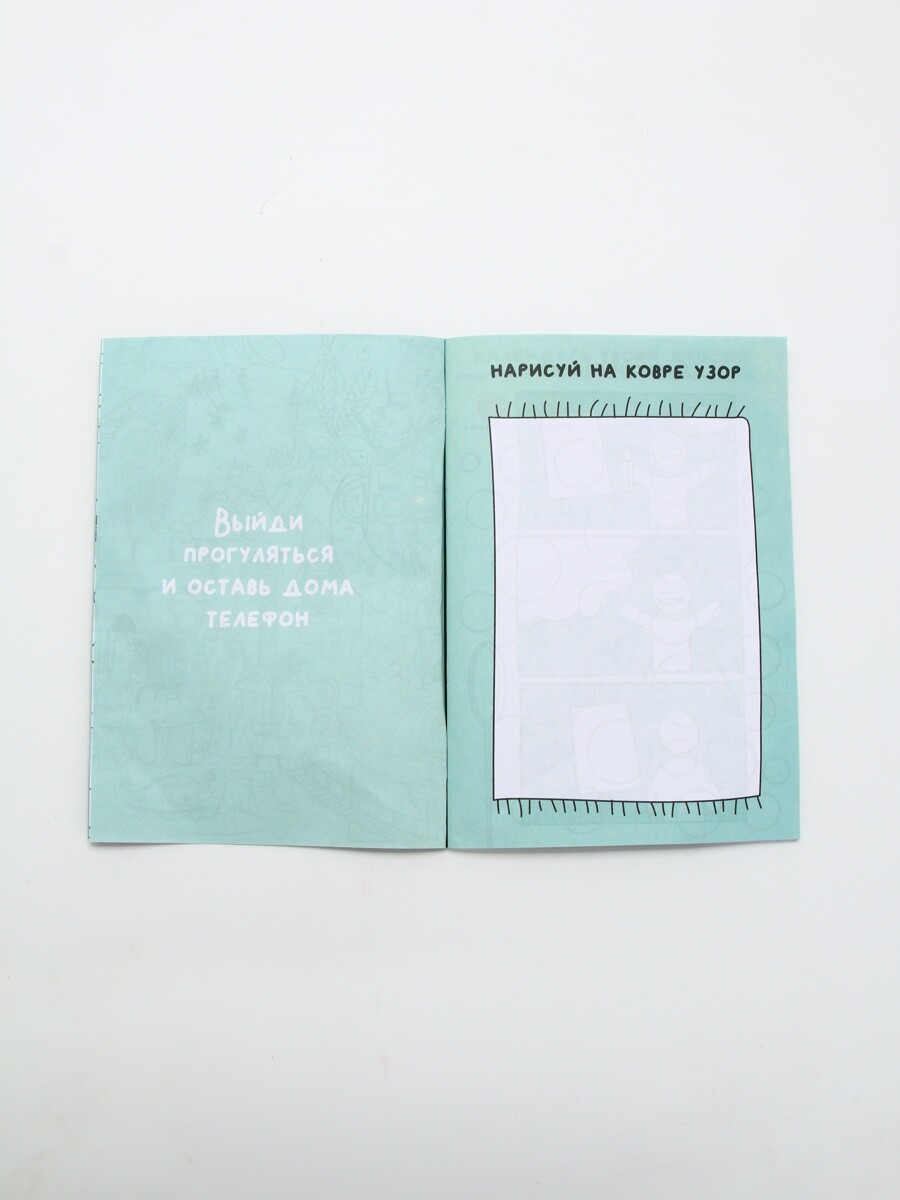 Выйди
прогуляться
и оставь дома
телефон
НАРИСУЙ НА КОВРЕ УЗОР